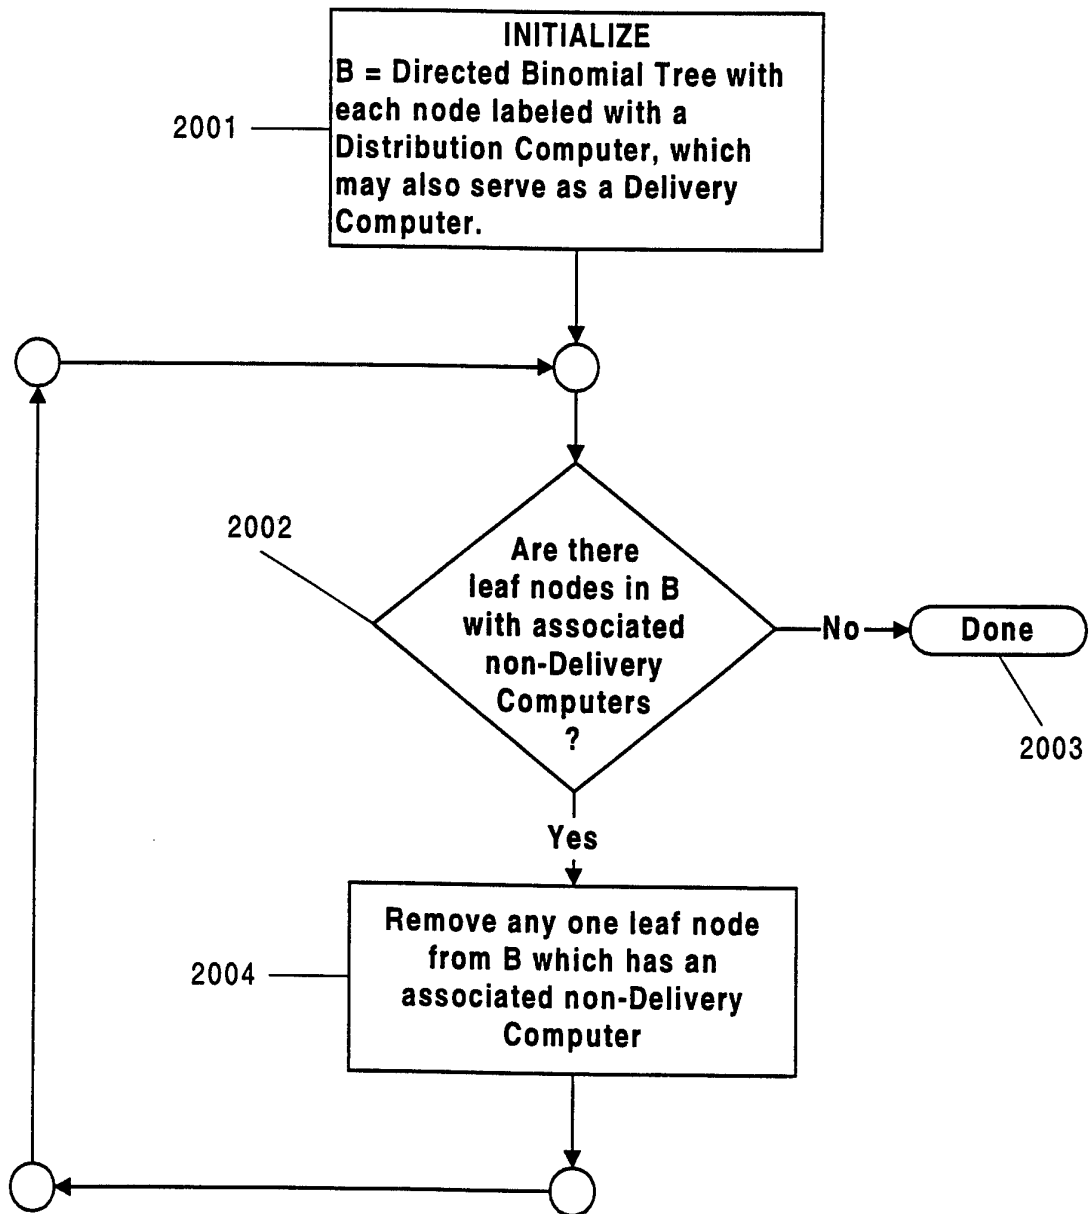 INITIALIZE
B = Directed Binomial Tree with
each node labeled with a
Distribution Computer, which
may also serve as a Delivery
Computer.
2001
2002
Are there
leaf nodes in B
with associated
non-Delivery
Computers
?
No
Done
2003
Yes
Remove any one leaf node
from B which has an
associated non-Delivery
Computer
2004